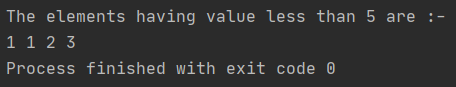 The elements having value less than 5 are :-
1 1 2 3
Process finished with exit code 0